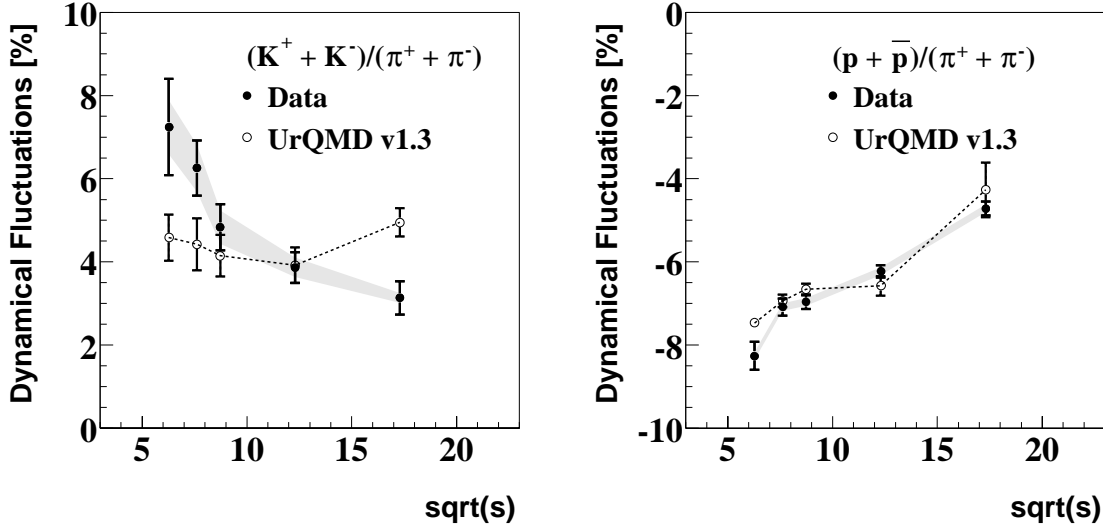 Dynamical Fluctuations [%]
10
8
6
4
2
0
(K⁺ + K⁻)/(π⁺ + π⁻)
Data
UrQMD v1.3
5 10 15 20
sqrt(s)
Dynamical Fluctuations [%]
0
-2
-4
-6
-8
-10
(p + p̅)/(π⁺ + π⁻)
Data
UrQMD v1.3
5 10 15 20
sqrt(s)